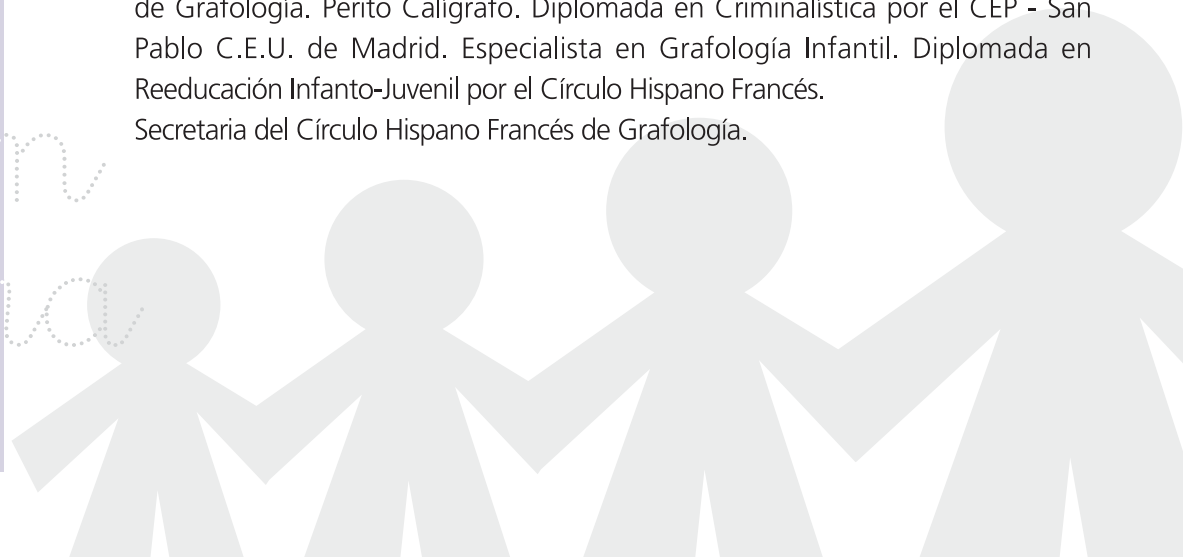 de Grafología. Perito Calígrafo. Diplomada en Criminalística por el CEP - San
Pablo C.E.U. de Madrid. Especialista en Grafología Infantil. Diplomada en
Reeducación Infanto-Juvenil por el Círculo Hispano Francés.
Secretaria del Círculo Hispano Francés de Grafología.